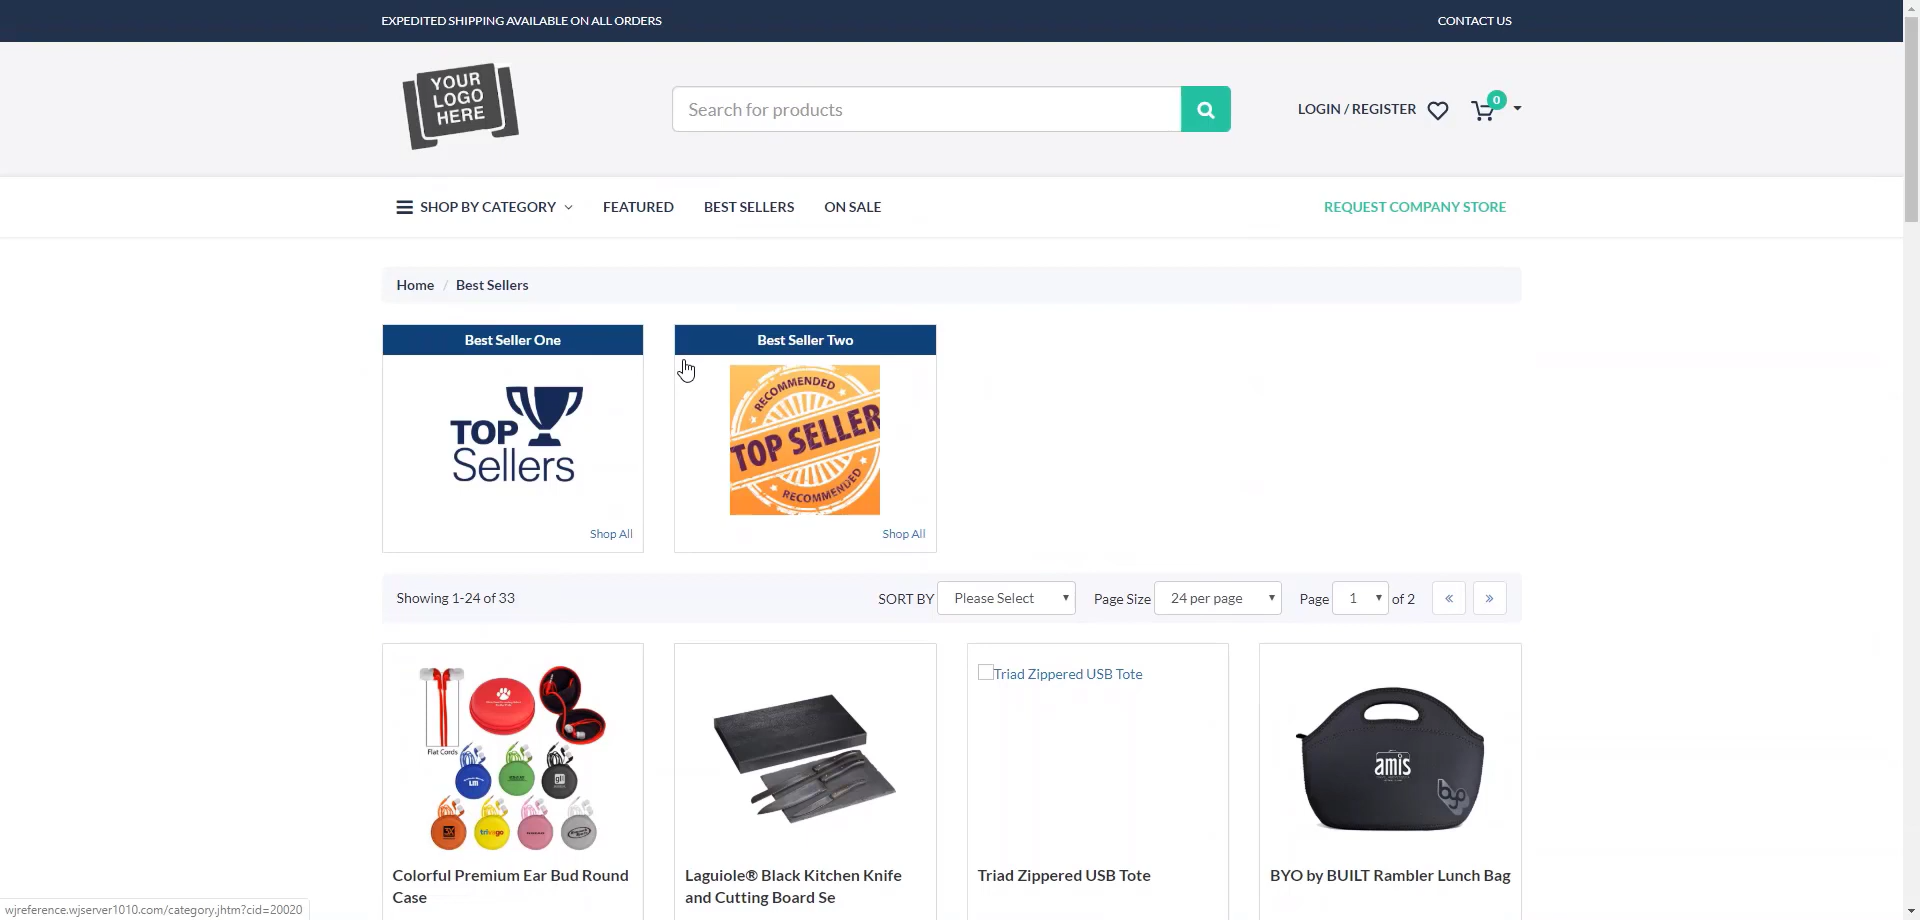 EXPEDITED SHIPPING AVAILABLE ON ALL ORDERS
CONTACT US
YOUR
LOGO
HERE
Search for products
LOGIN / REGISTER
0
SHOP BY CATEGORY
FEATURED
BEST SELLERS
ON SALE
REQUEST COMPANY STORE
Home / Best Sellers
Best Seller One
Best Seller Two
TOP
Sellers
RECOMMENDED
TOP SELLER
RECOMMENDED
Shop All
Shop All
Showing 1-24 of 33
SORT BY Please Select
Page Size 24 per page
Page 1 of 2 « »
Flat Cords
trivago
Triad Zippered USB Tote
amis
byo
Colorful Premium Ear Bud Round
Case
Laguiole® Black Kitchen Knife
and Cutting Board Se
Triad Zippered USB Tote
BYO by BUILT Rambler Lunch Bag
wjreference.wjserver1010.com/category.jhtm?cid=20020